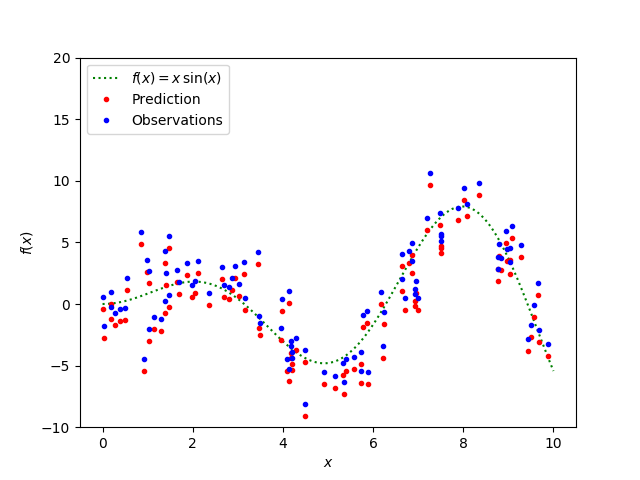 20
15
10
5
0
−5
−10
f(x)
f(x) = x sin(x)
Prediction
Observations
0 2 4 6 8 10
x